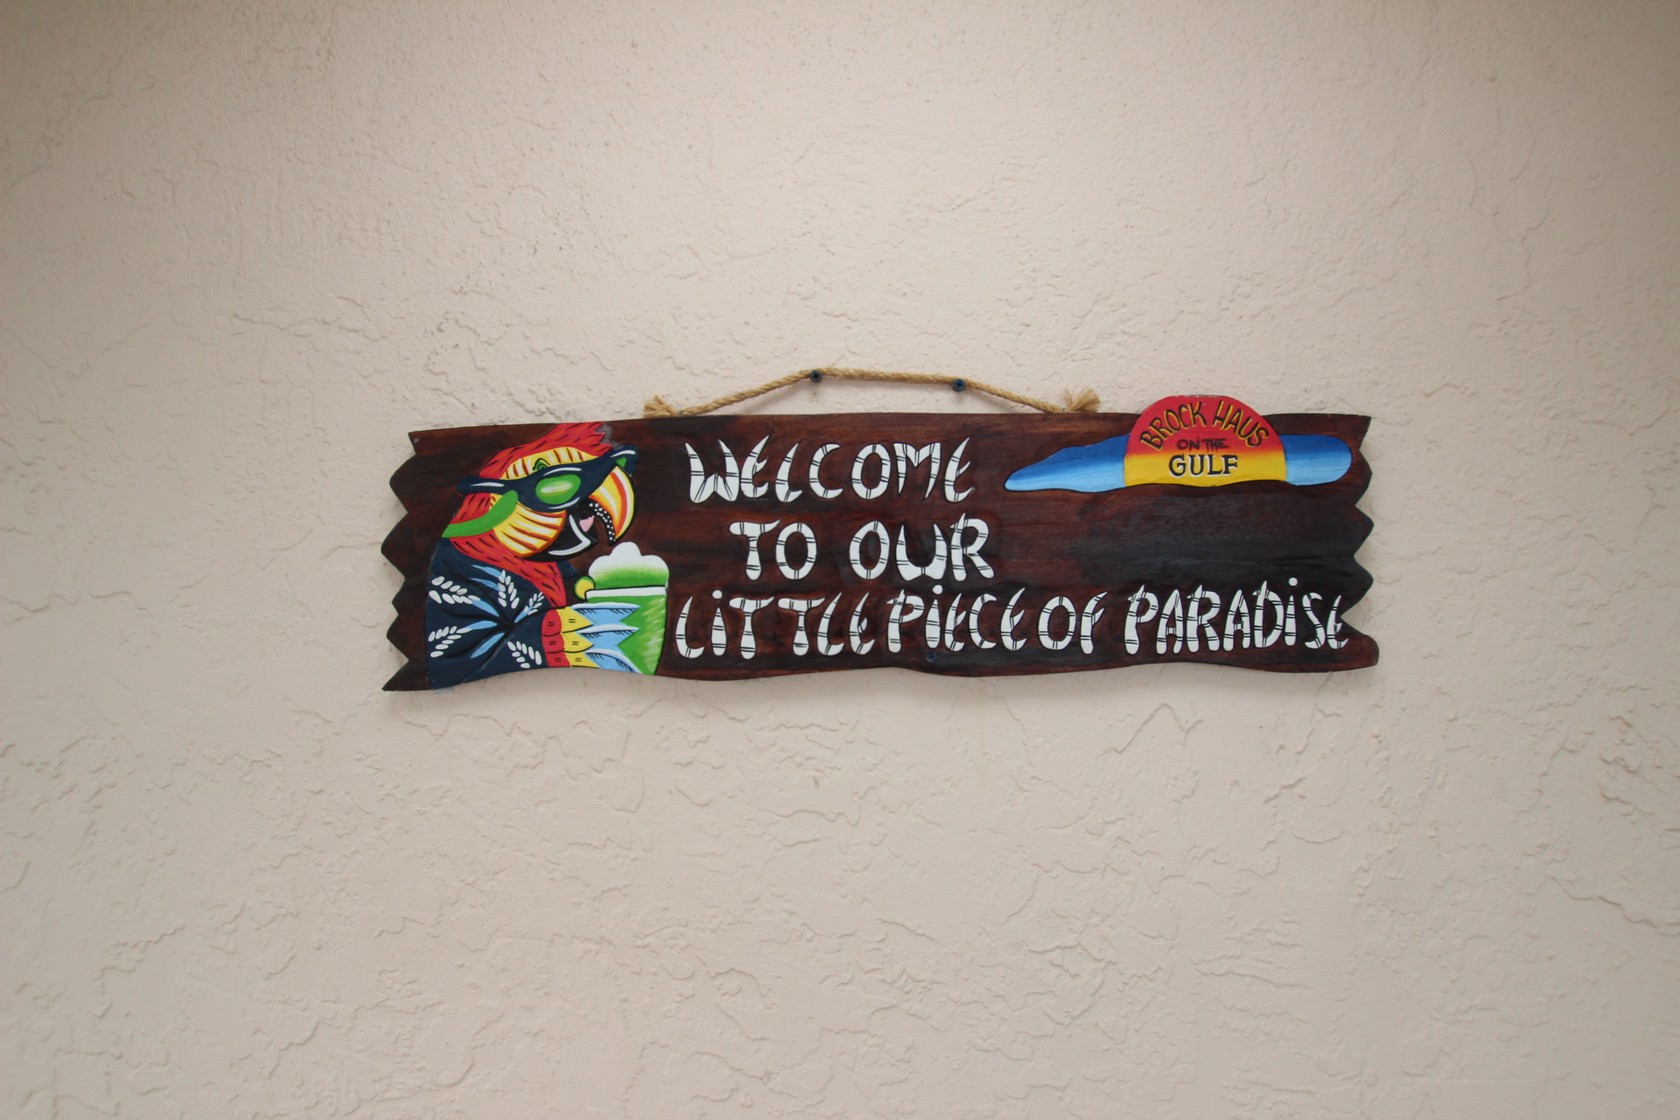 WELCOME
TO OUR
LiTTLE PiECE OF PARADiSE
BROCK HAUS
ON THE
GULF